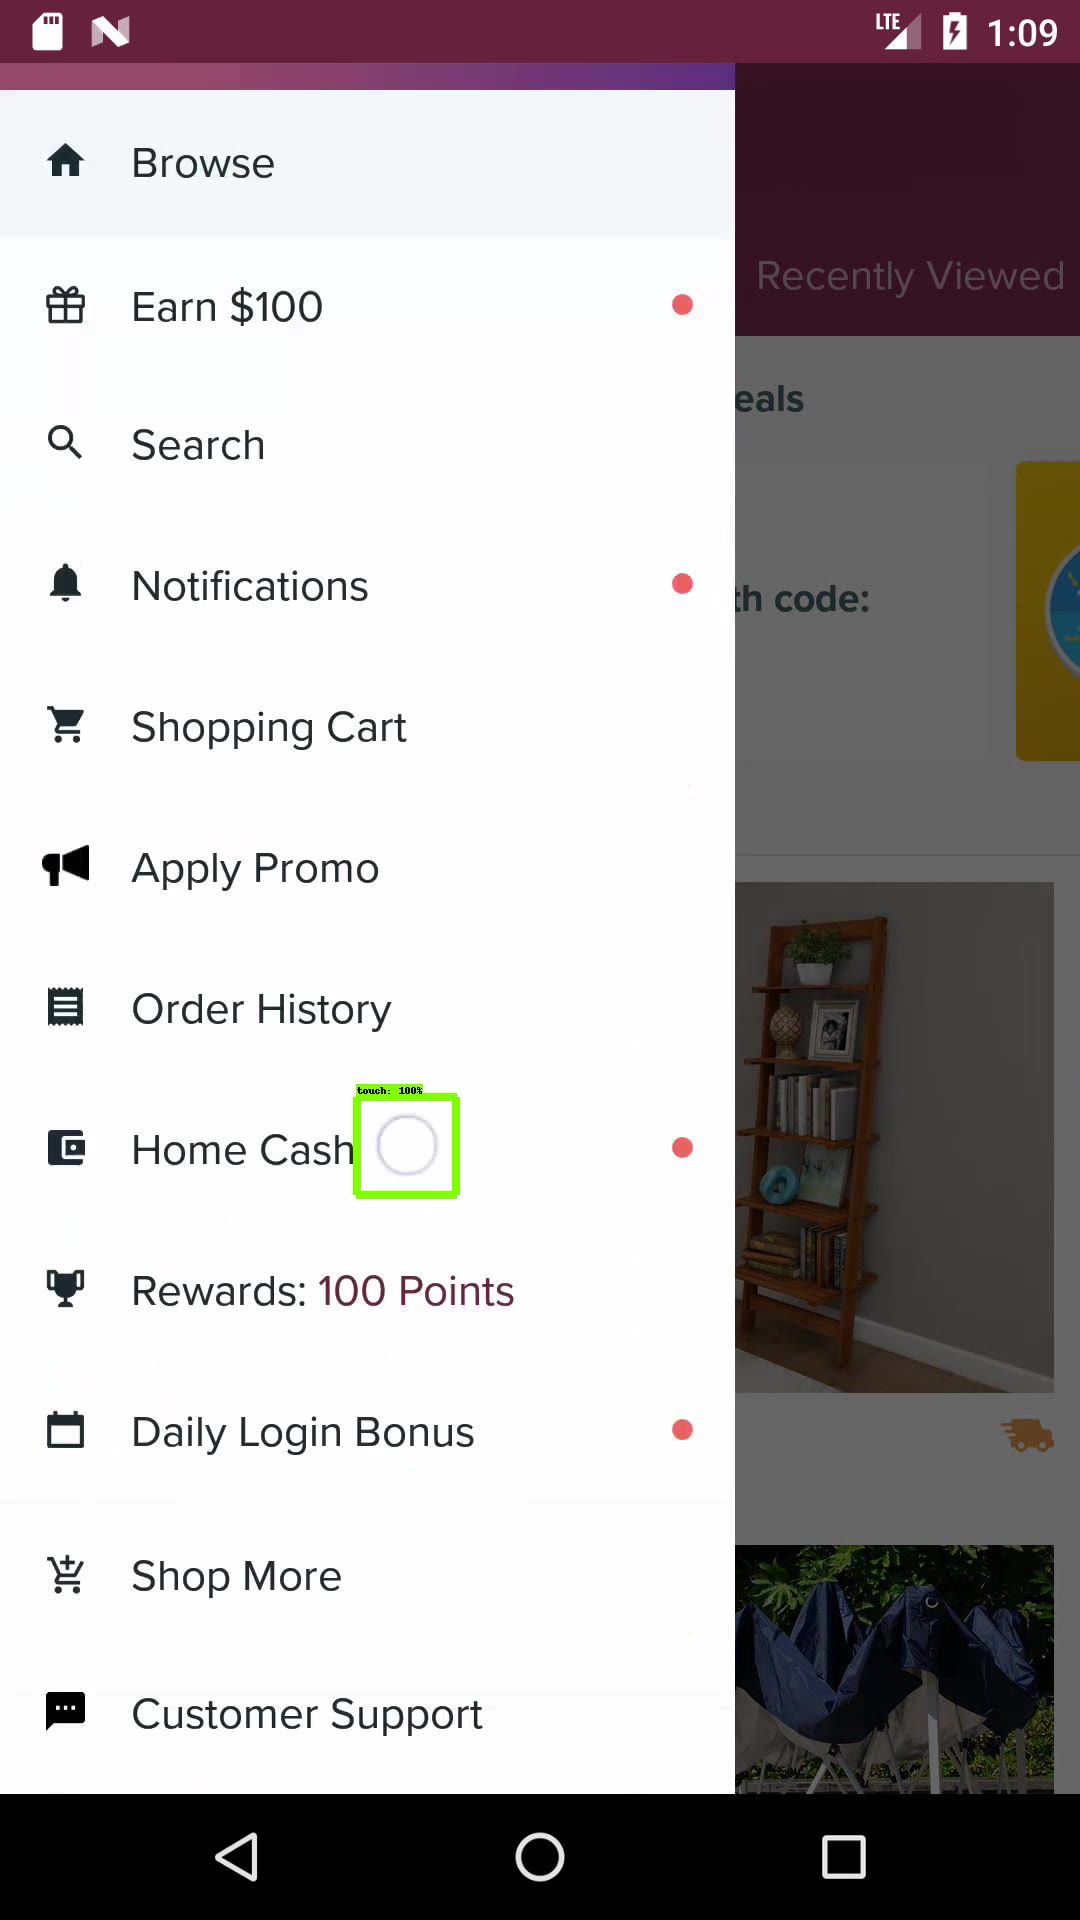 LTE 1:09
Browse
Recently Viewed
Earn $100
eals
Search
Notifications
th code:
Shopping Cart
Apply Promo
Order History
touch: 100%
Home Cash
Rewards: 100 Points
Daily Login Bonus
Shop More
Customer Support